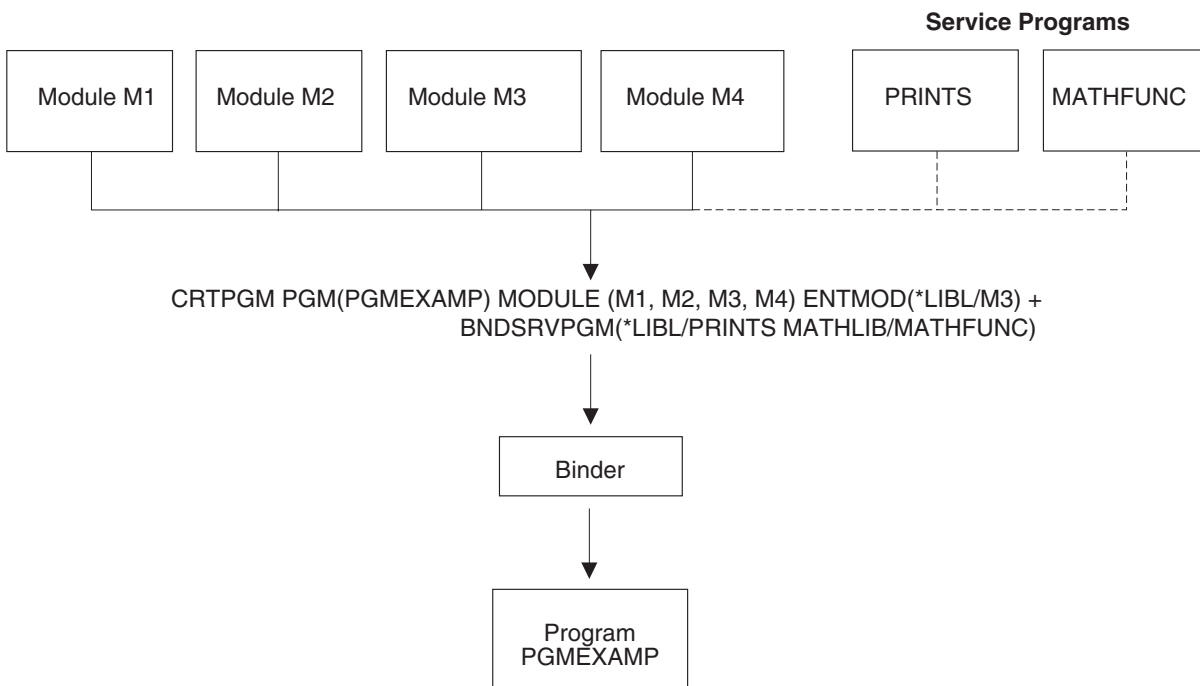 Service Programs
Module M1
Module M2
Module M3
Module M4
PRINTS
MATHFUNC
CRTPGM PGM(PGMEXAMP) MODULE (M1, M2, M3, M4) ENTMOD(*LIBL/M3) +
BNDSRVPGM(*LIBL/PRINTS MATHLIB/MATHFUNC)
Binder
Program
PGMEXAMP